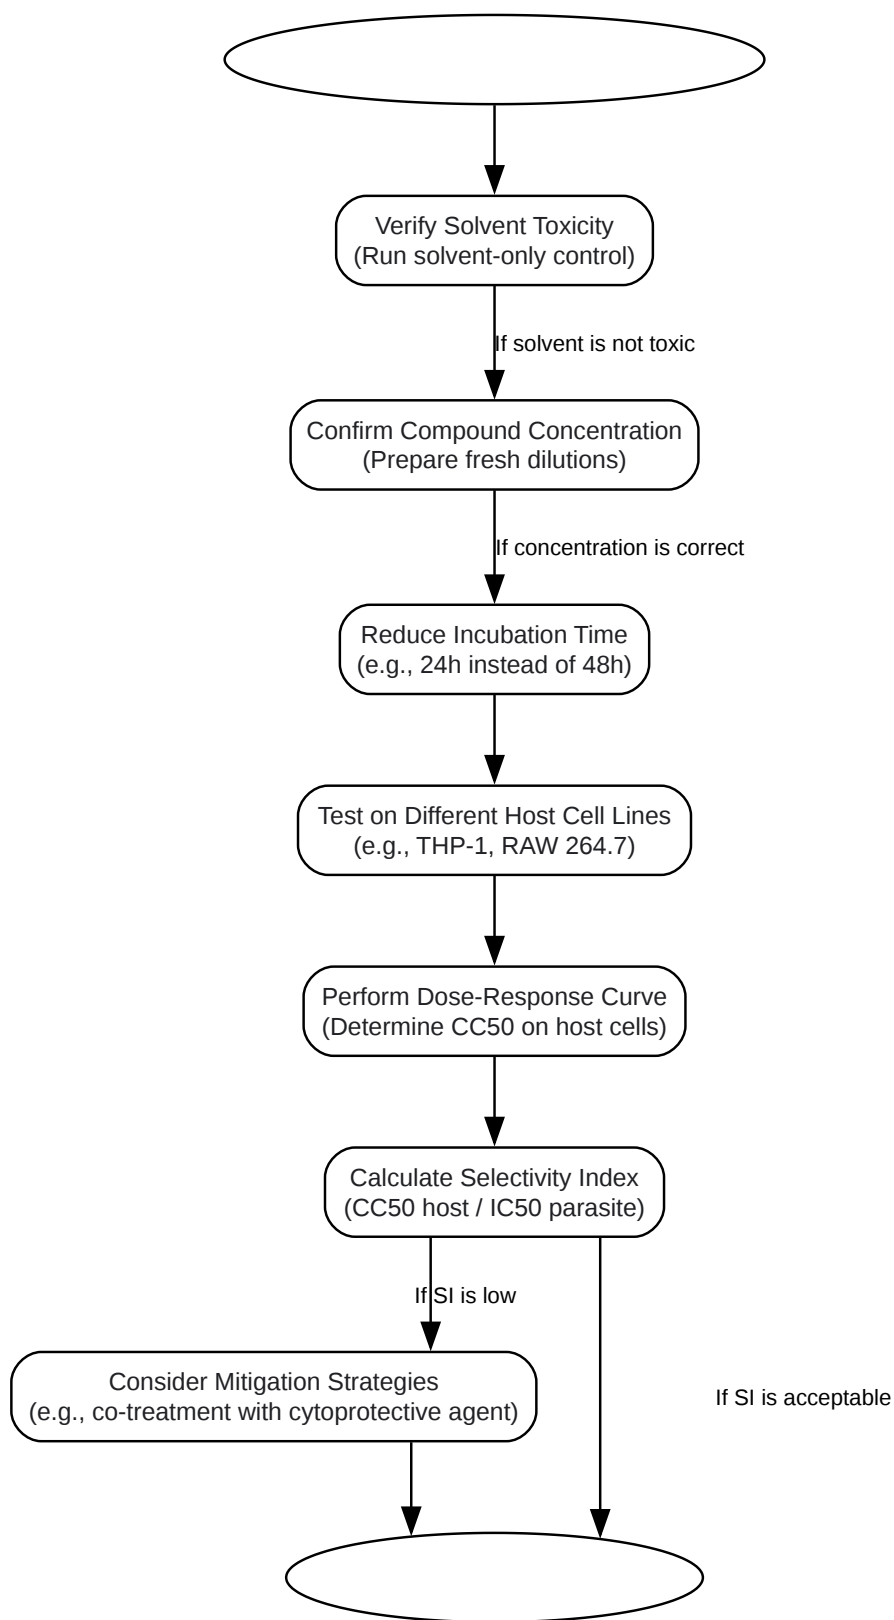 Verify Solvent Toxicity
(Run solvent-only control)
If solvent is not toxic
Confirm Compound Concentration
(Prepare fresh dilutions)
If concentration is correct
Reduce Incubation Time
(e.g., 24h instead of 48h)
Test on Different Host Cell Lines
(e.g., THP-1, RAW 264.7)
Perform Dose-Response Curve
(Determine CC50 on host cells)
Calculate Selectivity Index
(CC50 host / IC50 parasite)
If SI is low
Consider Mitigation Strategies
(e.g., co-treatment with cytoprotective agent)
If SI is acceptable